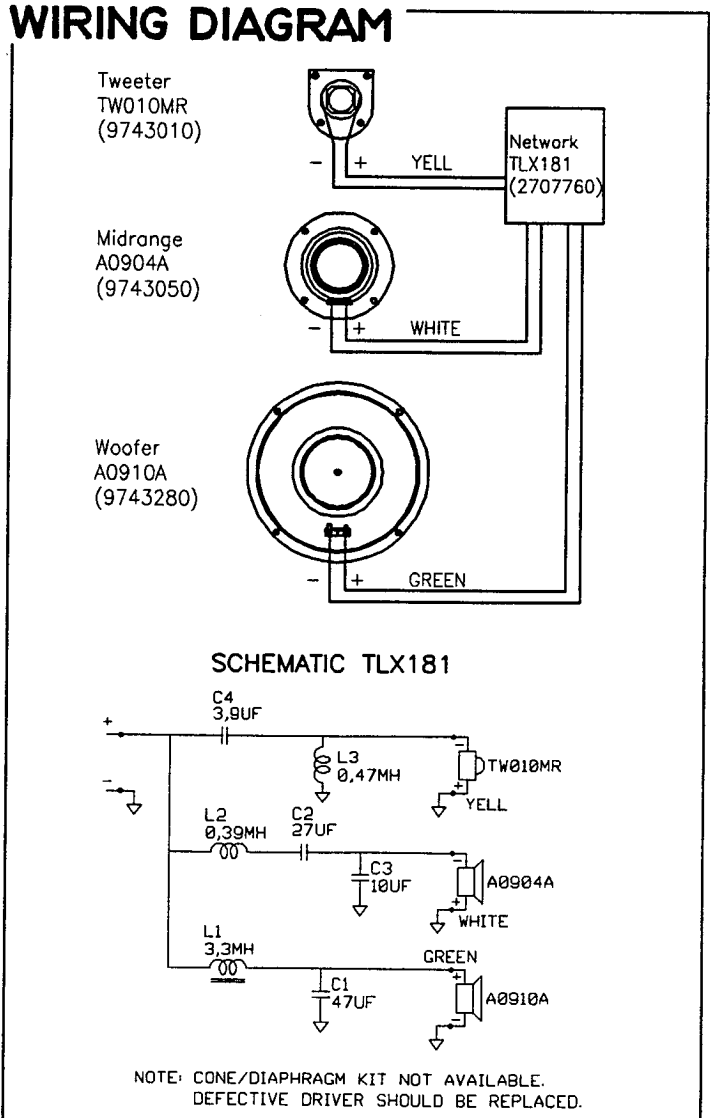 WIRING DIAGRAM
Tweeter
TW010MR
(9743010)
Network
TLX181
(2707760)
- + YELL
Midrange
A0904A
(9743050)
- + WHITE
Woofer
A0910A
(9743280)
- + GREEN
SCHEMATIC TLX181
C4
3,9UF
+
-
L3
0,47MH
-
TW010MR
+
YELL
L2
0,39MH
C2
27UF
C3
10UF
-
A0904A
+
WHITE
L1
3,3MH
GREEN
C1
47UF
+
A0910A
-
NOTE: CONE/DIAPHRAGM KIT NOT AVAILABLE.
DEFECTIVE DRIVER SHOULD BE REPLACED.